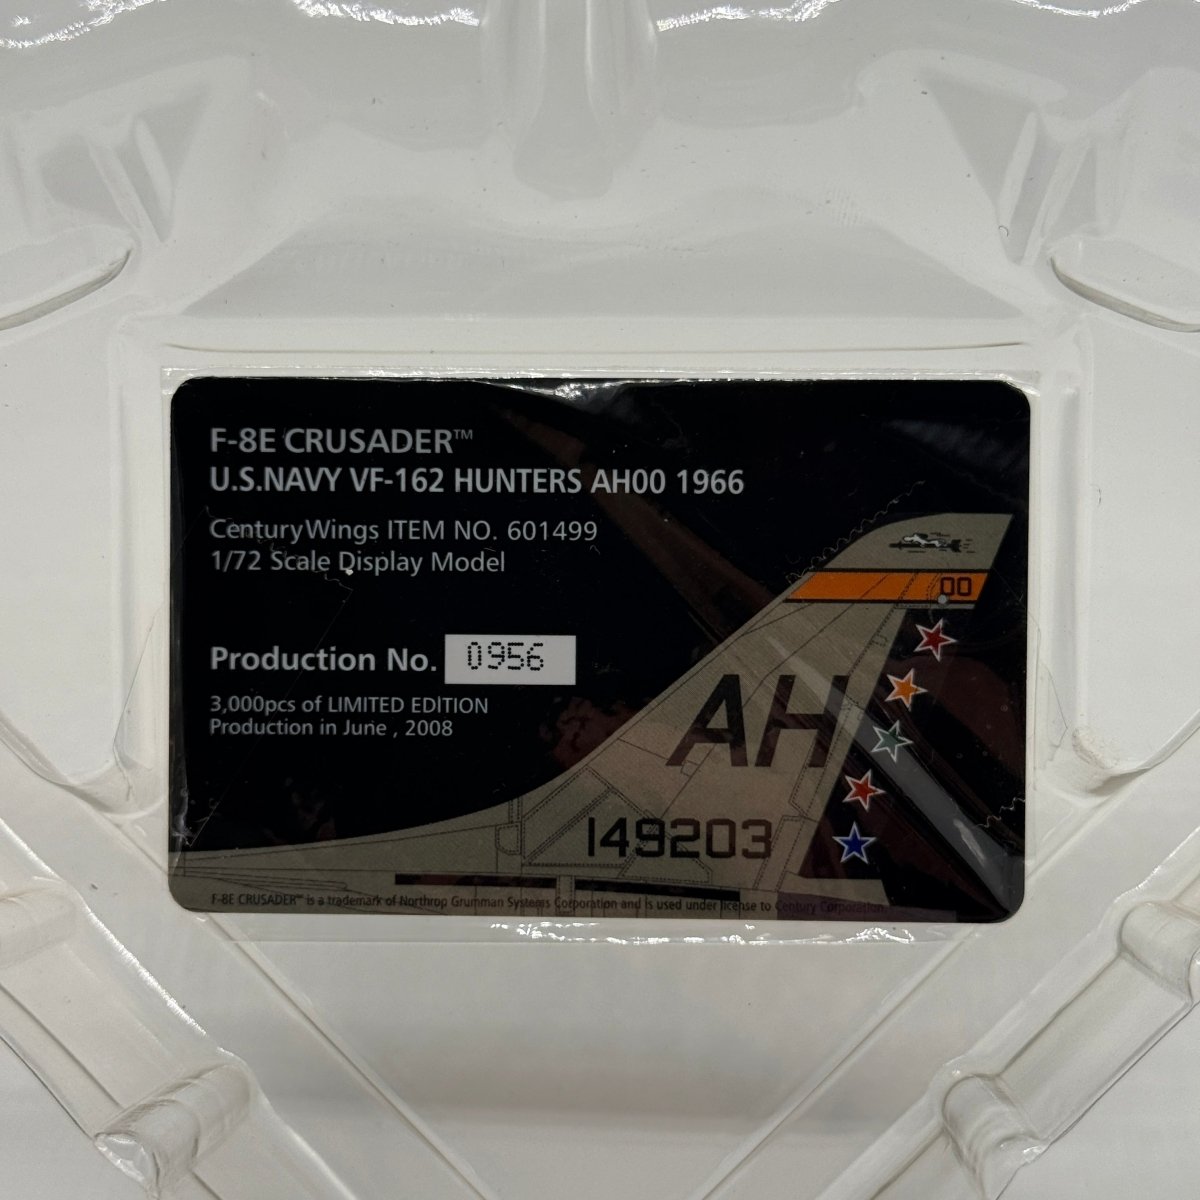 F-8E CRUSADER™
U.S.NAVY VF-162 HUNTERS AH00 1966
CenturyWings ITEM NO. 601499
1/72 Scale Display Model
00
Production No. 0956
AH
3,000pcs of LIMITED EDITION
Production in June , 2008
149203
F-8E CRUSADER™ is a trademark of Northrop Grumman Systems Corporation and is used under license to Century Corporation.